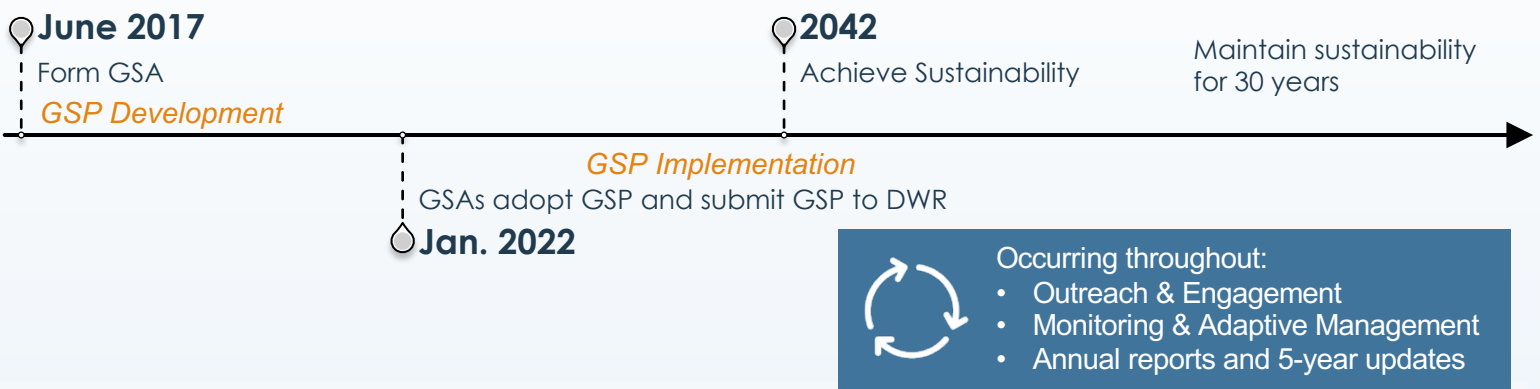 June 2017
Form GSA
GSP Development
2042
Achieve Sustainability
Maintain sustainability
for 30 years
GSP Implementation
GSAs adopt GSP and submit GSP to DWR
Jan. 2022
Occurring throughout:
• Outreach & Engagement
• Monitoring & Adaptive Management
• Annual reports and 5-year updates